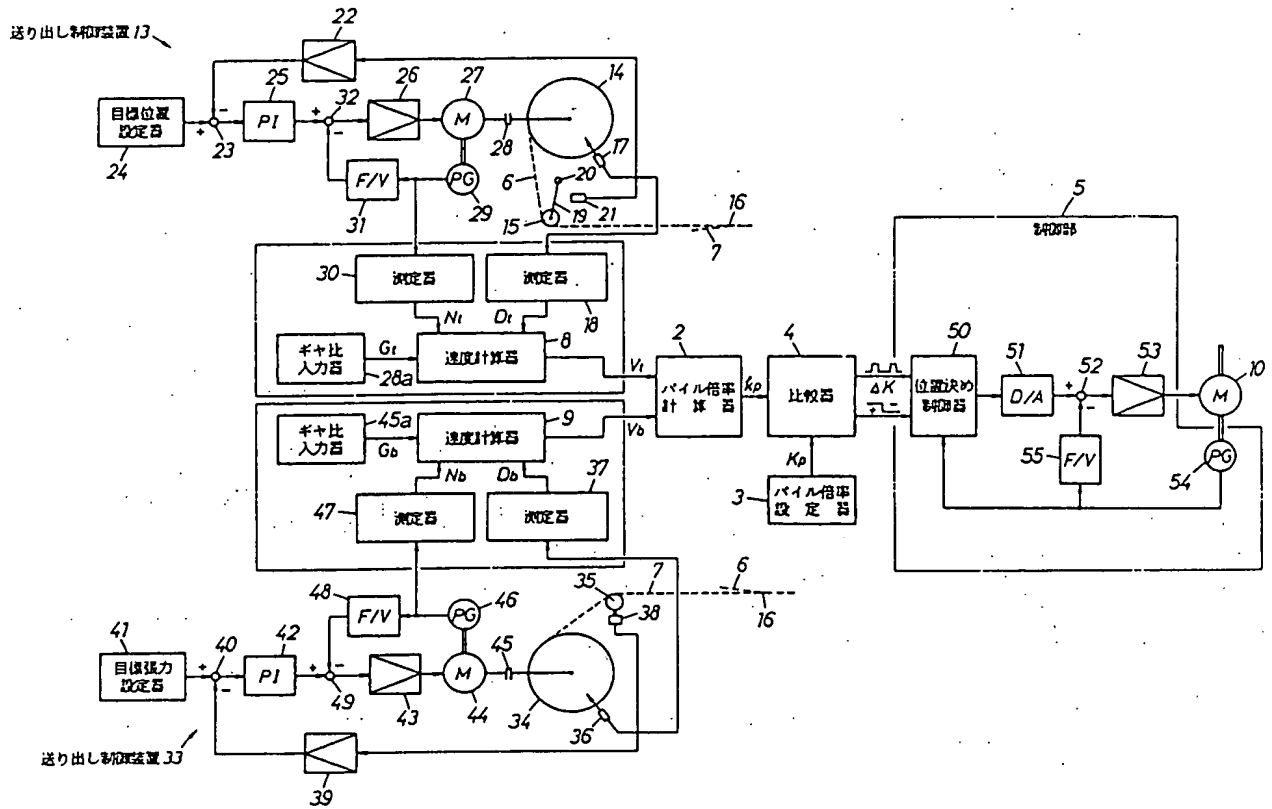 送り出し制御装置13
22
14
25
26
27
32
目標位置
設定器
24
+
-
23
PI
+
-
M
28
17
F/V
31
PG
29
6
20
19
21
15
16
7
5
制御部
30
測定器
測定器
18
Nt
Dt
ギヤ比
入力器
28a
Gt
速度計算器
8
Vt
2
パイル倍率
計算器
kp
4
比較器
ΔK
+
-
50
位置決め
制御器
51
D/A
+
52
-
53
M
10
F/V
55
PG
54
45a
ギヤ比
入力器
Gb
速度計算器
9
Vb
Nb
Db
37
Kp
3
パイル倍率
設定器
47
測定器
測定器
35
7
6
38
16
48
F/V
46
PG
41
目標張力
設定器
+
40
-
42
PI
+
-
49
43
M
44
45
34
36
送り出し制御装置33
39